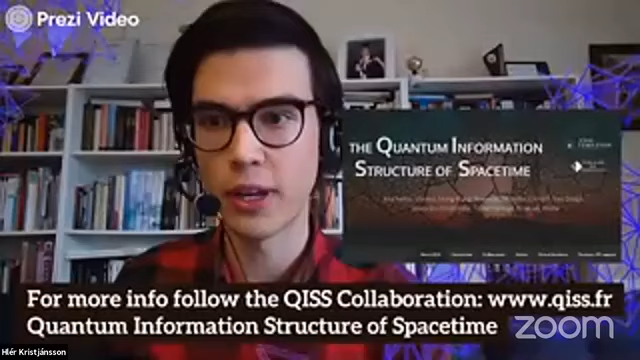 Prezi Video
THE QUANTUM INFORMATION
STRUCTURE OF SPACETIME
For more info follow the QISS Collaboration: www.qiss.fr
Quantum Information Structure of Spacetime
zoom
Hlér Kristjánsson